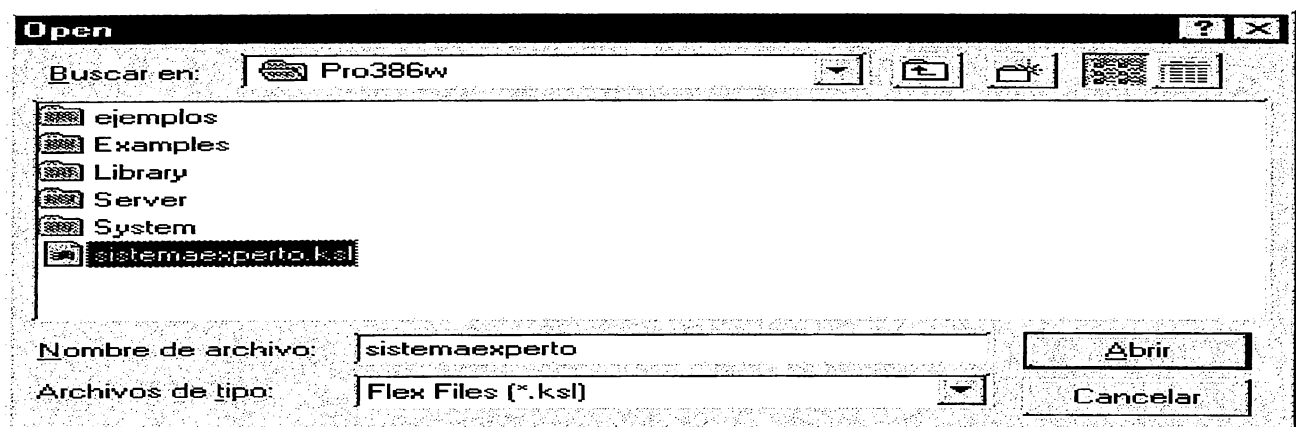 Open
Buscar en: Pro386w
ejemplos
Examples
Library
Server
System
sistemaexperto.ksl
Nombre de archivo: sistemaexperto Abrir
Archivos de tipo: Flex Files (*.ksl) Cancelar